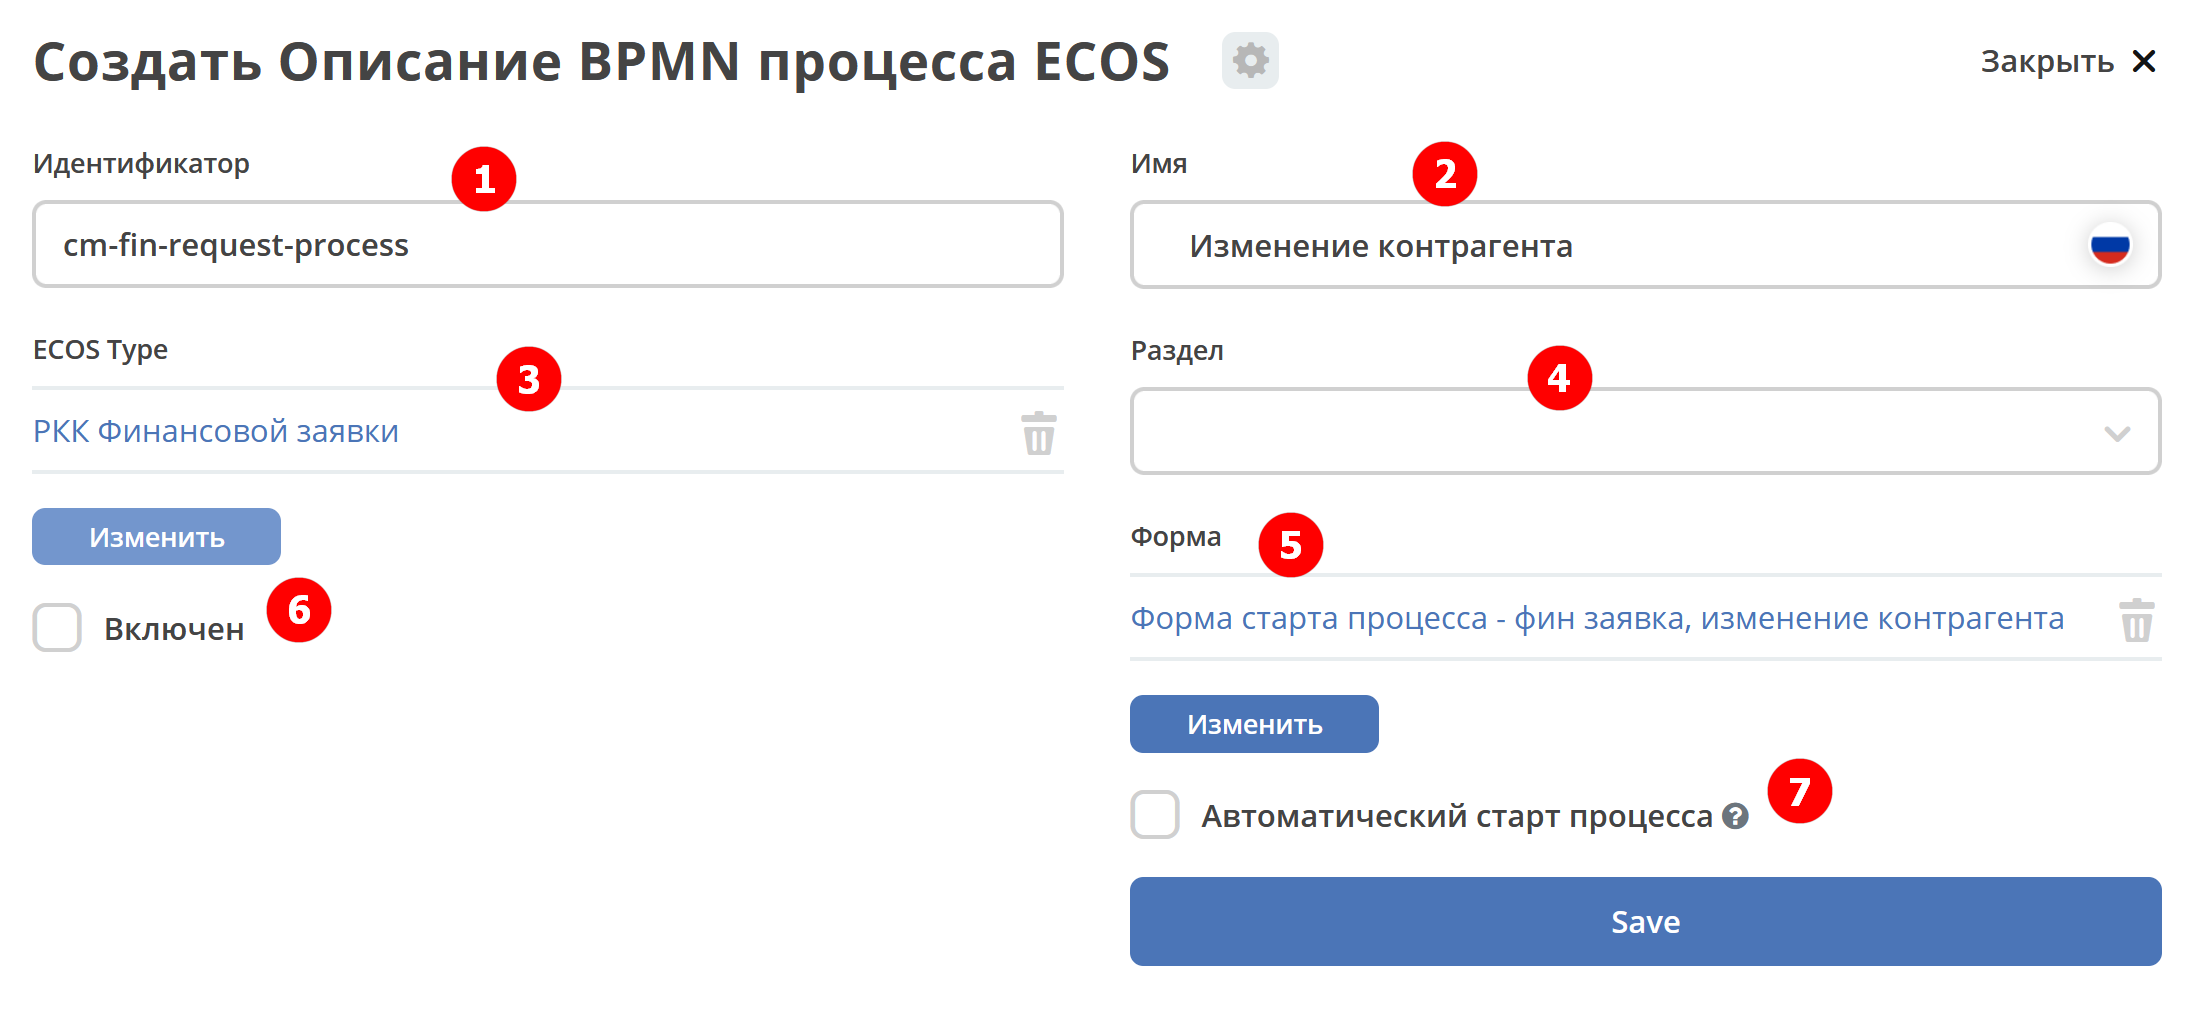 Создать Описание BPMN процесса ECOS
Закрыть
Идентификатор
1
cm-fin-request-process
Имя
2
Изменение контрагента
ECOS Type
3
РКК Финансовой заявки
Изменить
Раздел
4
Форма
5
Форма старта процесса - фин заявка, изменение контрагента
Изменить
Включен
6
Автоматический старт процесса ?
7
Save